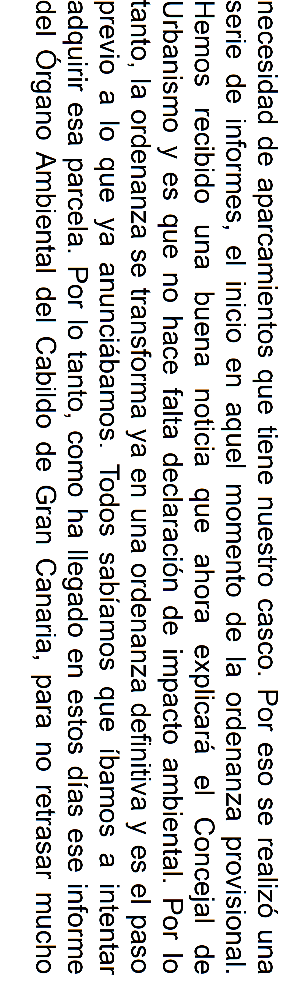 necesidad de aparcamientos que tiene nuestro casco. Por eso se realizó una
serie de informes, el inicio en aquel momento de la ordenanza provisional.
Hemos recibido una buena noticia que ahora explicará el Concejal de
Urbanismo y es que no hace falta declaración de impacto ambiental. Por lo
tanto, la ordenanza se transforma ya en una ordenanza definitiva y es el paso
previo a lo que ya anunciábamos. Todos sabíamos que íbamos a intentar
adquirir esa parcela. Por lo tanto, como ha llegado en estos días ese informe
del Órgano Ambiental del Cabildo de Gran Canaria, para no retrasar mucho